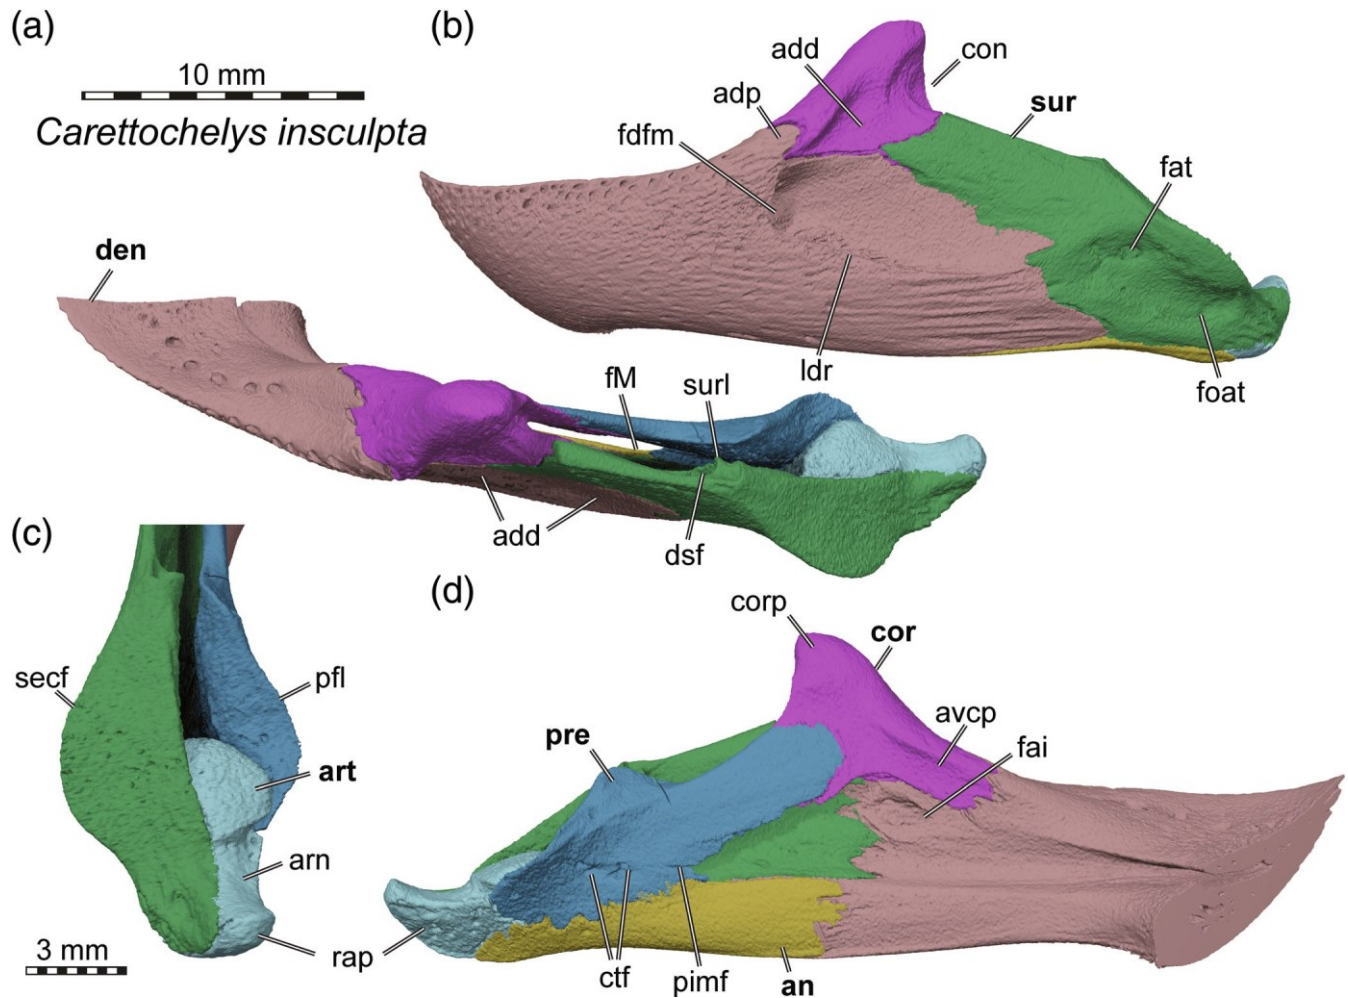 (a)
10 mm
Carettochelys insculpta
(b)
add
con
adp
sur
fdfm
fat
den
ldr
foat
fM
surl
add
dsf
(c)
secf
pfl
art
arn
rap
3 mm
(d)
corp
cor
avcp
fai
pre
ctf
pimf
an